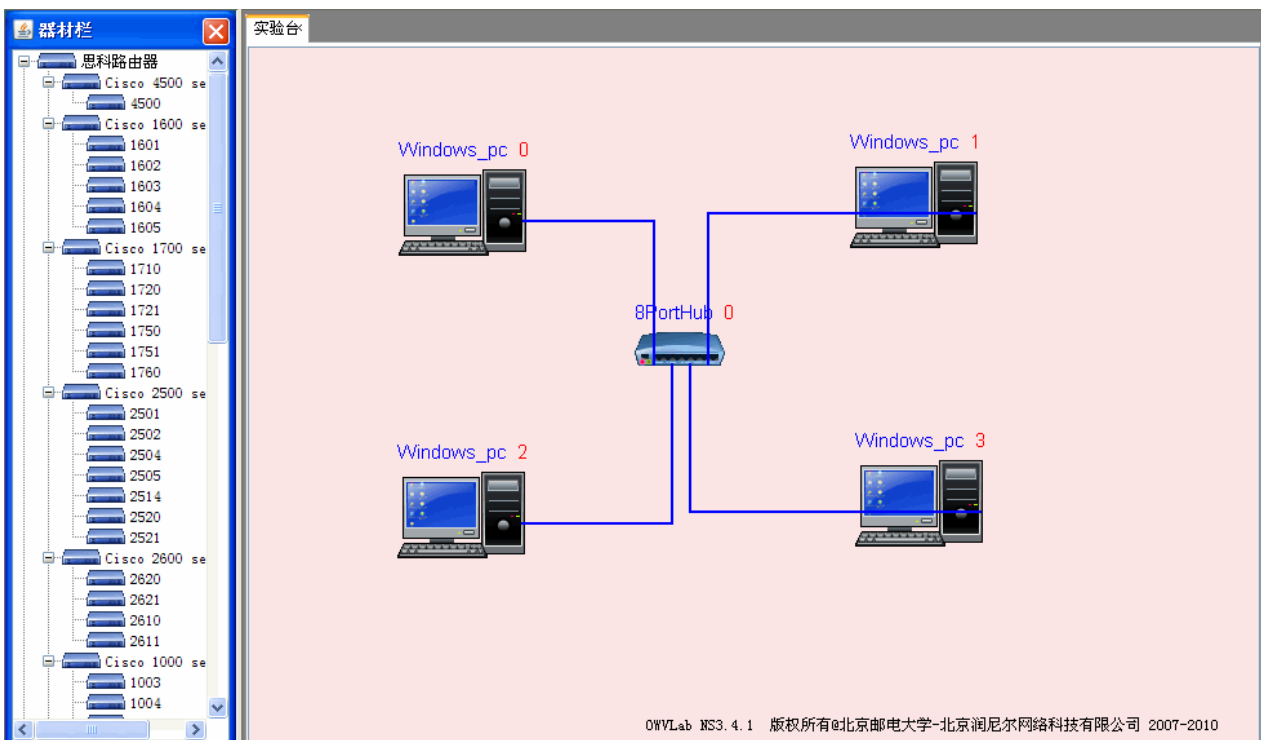 器材栏
思科路由器
Cisco 4500 se
4500
Cisco 1600 se
1601
1602
1603
1604
1605
Cisco 1700 se
1710
1720
1721
1750
1751
1760
Cisco 2500 se
2501
2502
2504
2505
2514
2520
2521
Cisco 2600 se
2620
2621
2610
2611
Cisco 1000 se
1003
1004
实验台
Windows_pc 0
Windows_pc 1
8PortHub 0
Windows_pc 2
Windows_pc 3
OWVLab NS3.4.1 版权所有@北京邮电大学-北京润尼尔网络科技有限公司 2007-2010